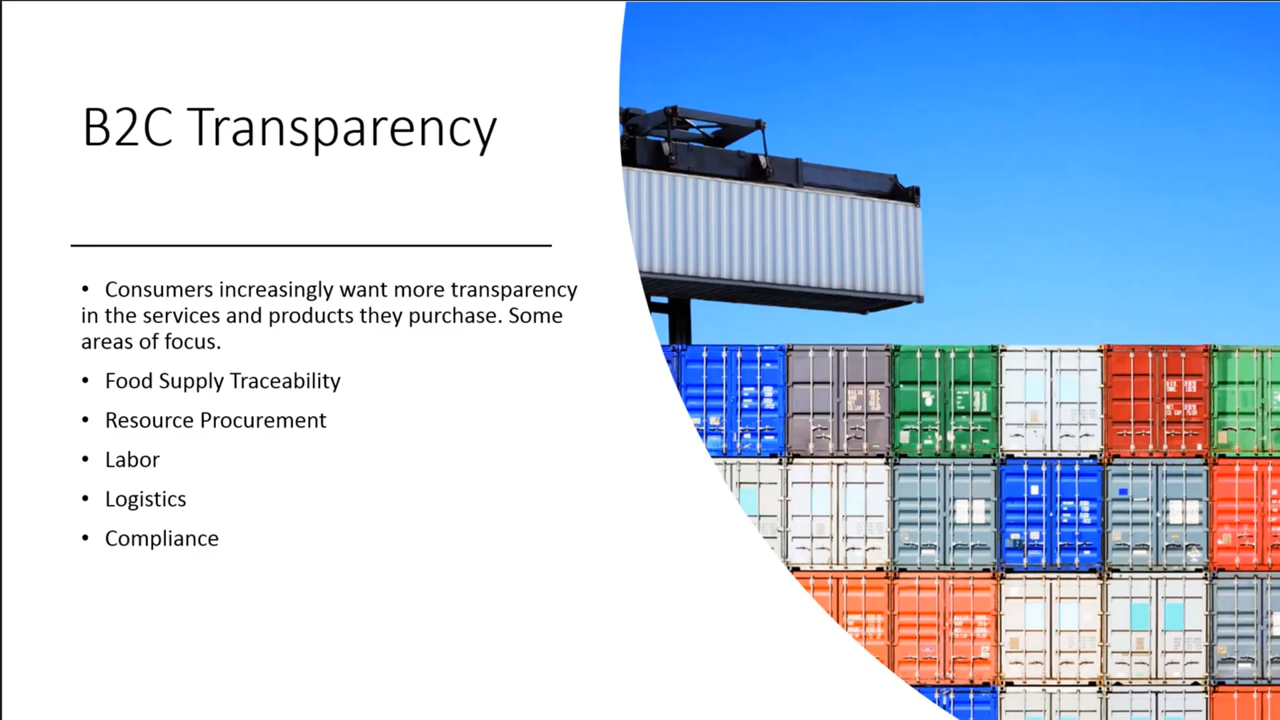 B2C Transparency
• Consumers increasingly want more transparency
in the services and products they purchase. Some
areas of focus.
• Food Supply Traceability
• Resource Procurement
• Labor
• Logistics
• Compliance